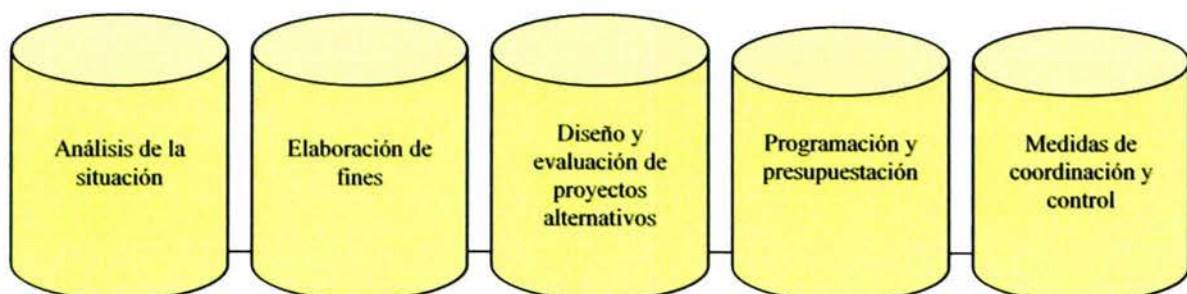 Análisis de la
situación
Elaboración de
fines
Diseño y
evaluación de
proyectos
alternativos
Programación y
presupuestación
Medidas de
coordinación y
control